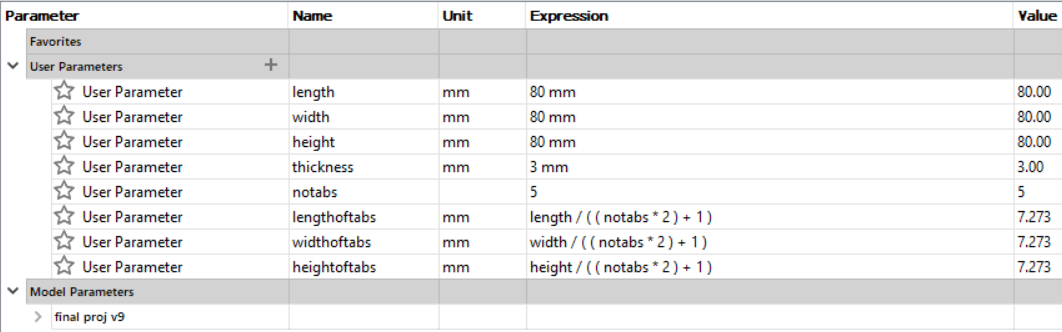 Parameter Name Unit Expression Value
Favorites
User Parameters +
User Parameter length mm 80 mm 80.00
User Parameter width mm 80 mm 80.00
User Parameter height mm 80 mm 80.00
User Parameter thickness mm 3 mm 3.00
User Parameter notabs 5 5
User Parameter lengthoftabs mm length / ( ( notabs * 2 ) + 1 ) 7.273
User Parameter widthoftabs mm width / ( ( notabs * 2 ) + 1 ) 7.273
User Parameter heightoftabs mm height / ( ( notabs * 2 ) + 1 ) 7.273
Model Parameters
final proj v9